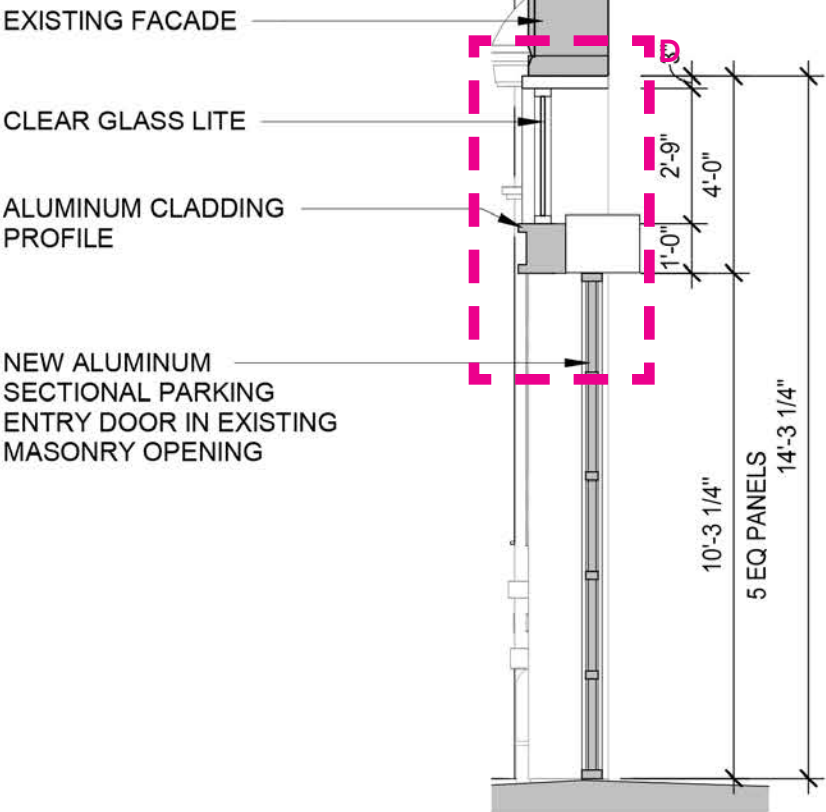 EXISTING FACADE
D
CLEAR GLASS LITE
2'-9"
4'-0"
ALUMINUM CLADDING
PROFILE
1'-0"
NEW ALUMINUM
SECTIONAL PARKING
ENTRY DOOR IN EXISTING
MASONRY OPENING
10'-3 1/4"
5 EQ PANELS
14'-3 1/4"